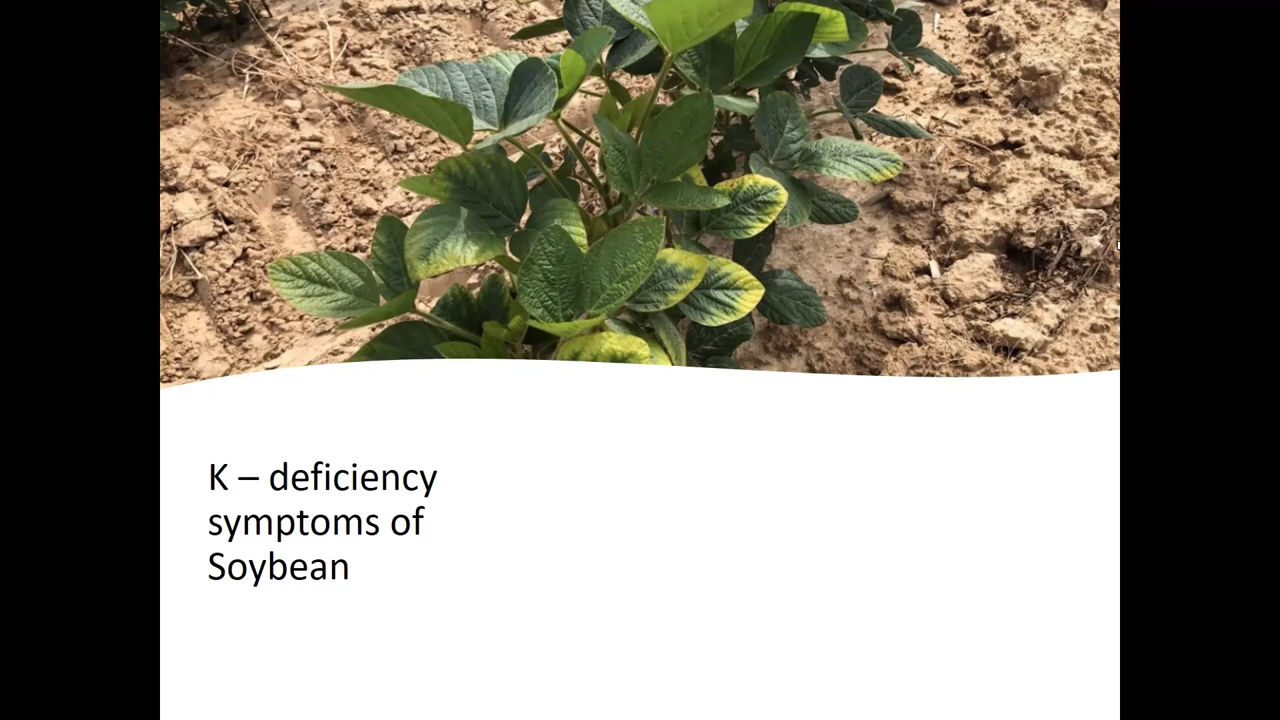 K – deficiency
symptoms of
Soybean